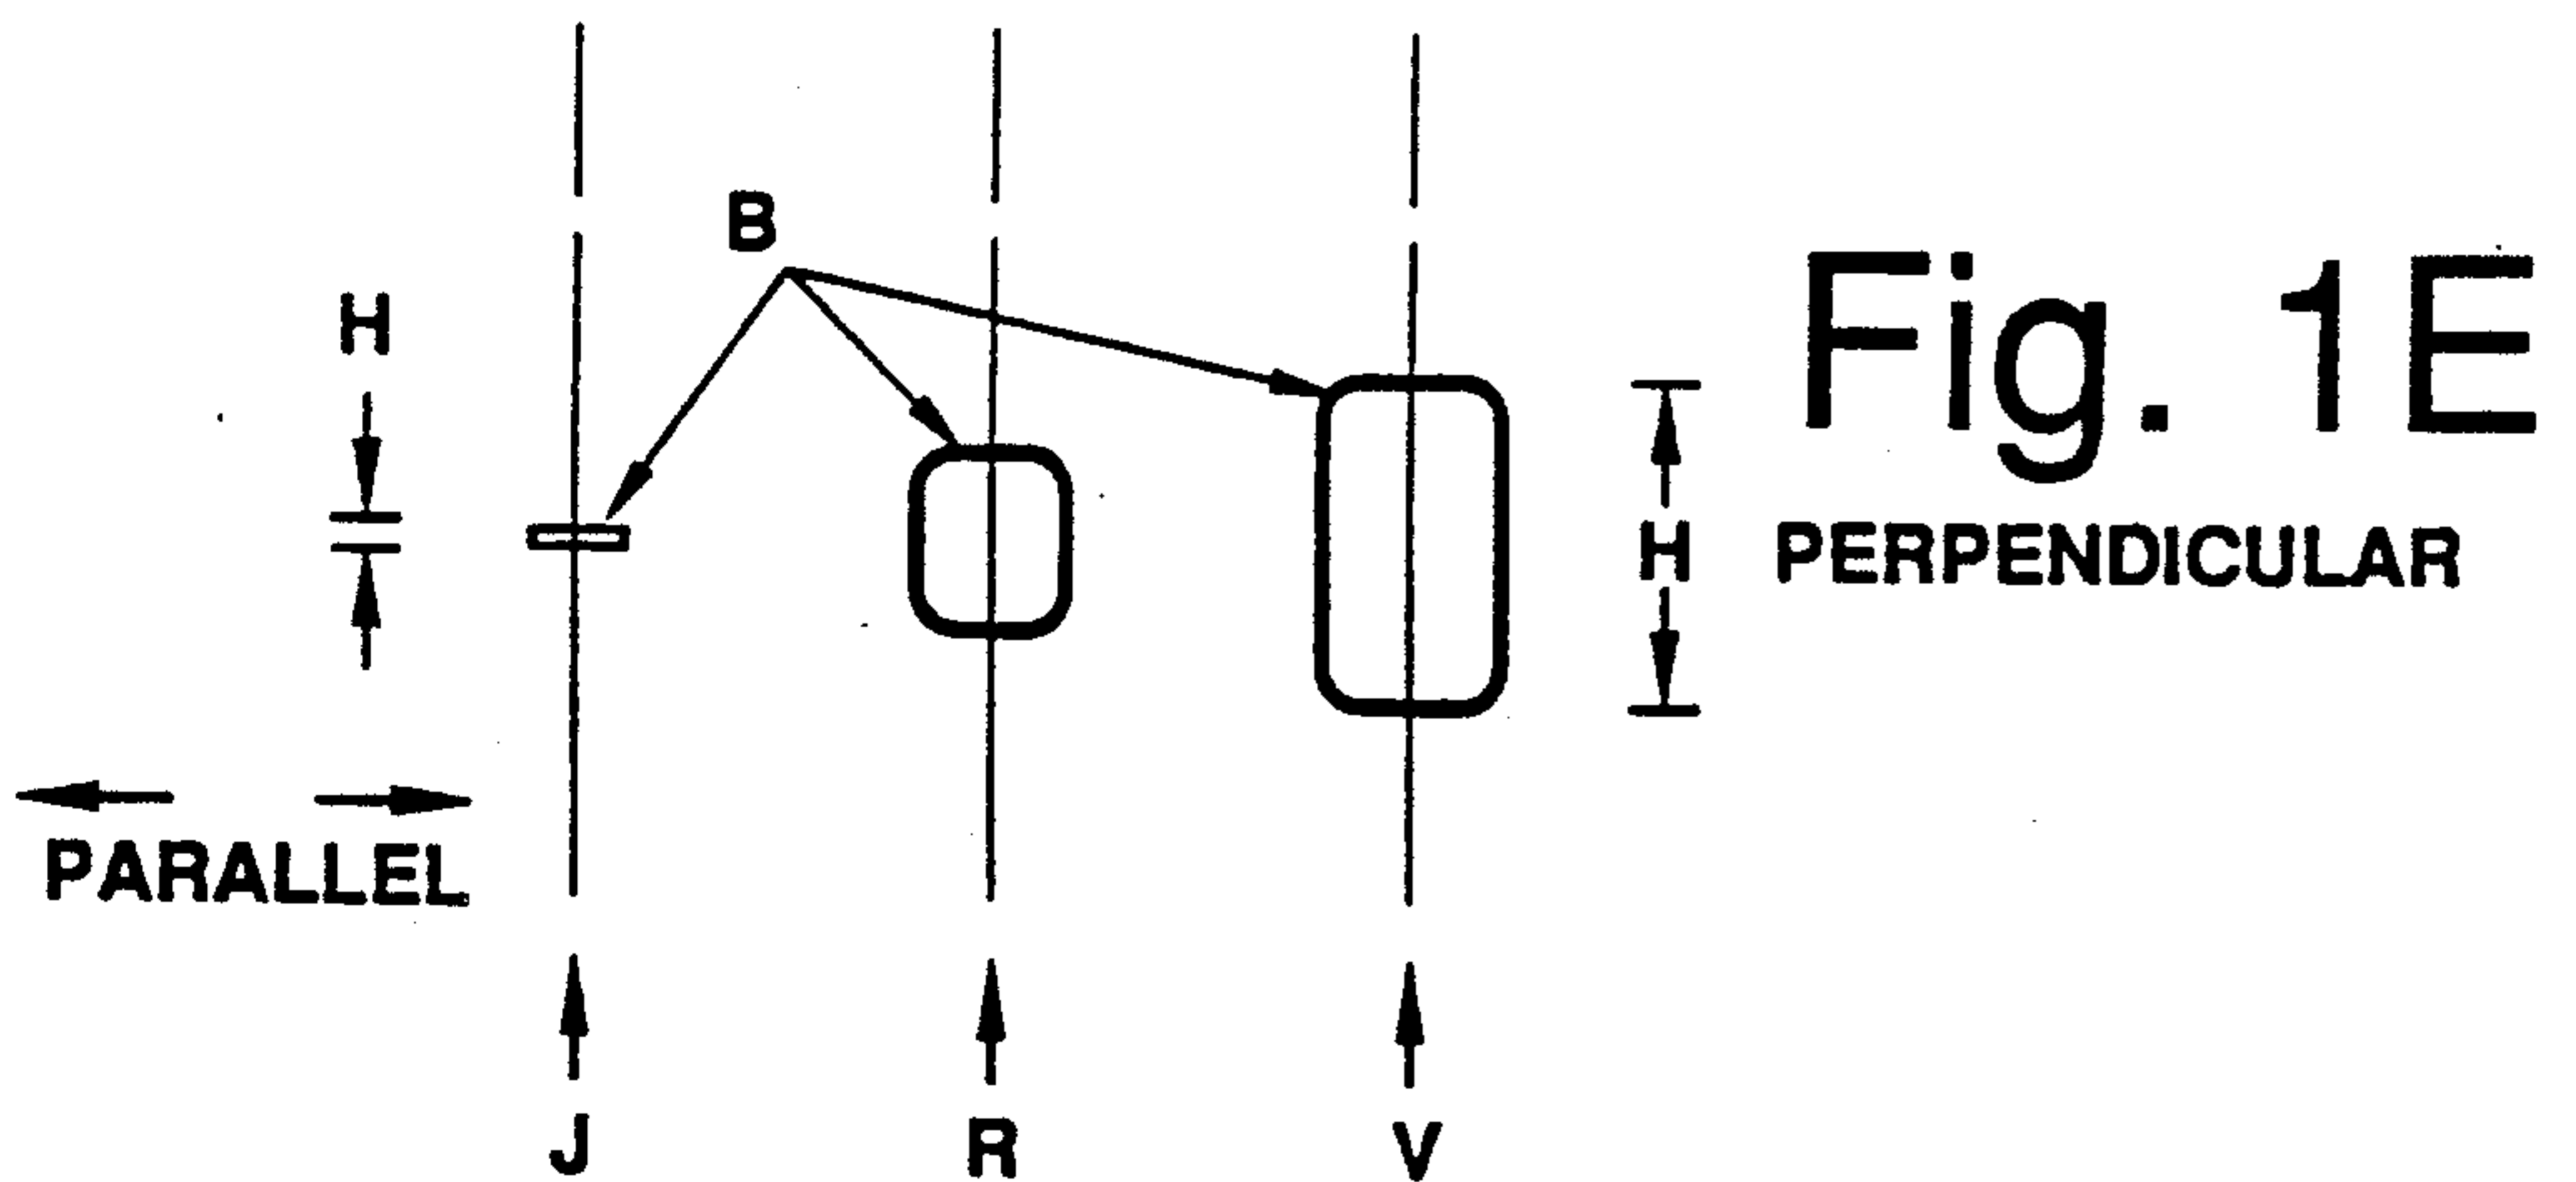 B
H
Fig. 1E
H PERPENDICULAR
PARALLEL
J R V